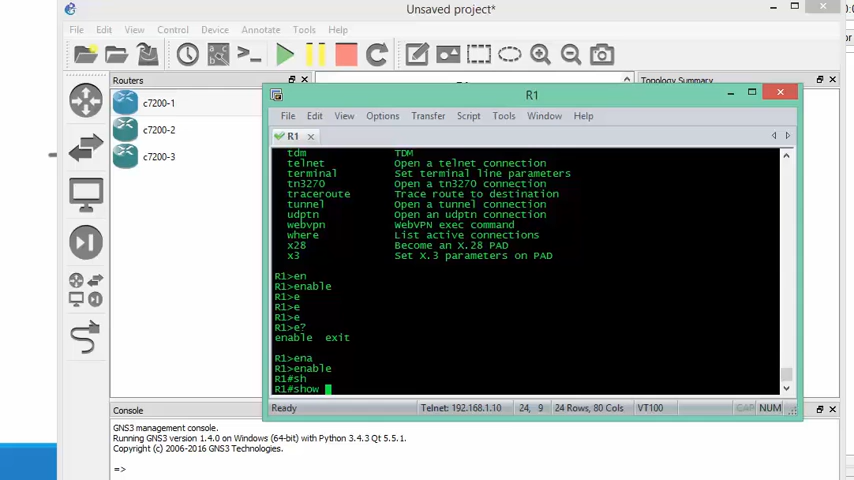 Unsaved project*
File Edit View Control Device Annotate Tools Help
Routers
Topology Summary
c7200-1
c7200-2
c7200-3
R1
File Edit View Options Transfer Script Tools Window Help
R1
tdm TDM
telnet Open a telnet connection
terminal Set terminal line parameters
tn3270 Open a tn3270 connection
traceroute Trace route to destination
tunnel Open a tunnel connection
udptn Open an udptn connection
webvpn WebVPN exec command
where List active connections
x28 Become an X.28 PAD
x3 Set X.3 parameters on PAD
R1>en
R1>enable
R1>e
R1>e
R1>e
R1>e?
enable exit
R1>ena
R1>enable
R1#sh
R1#show
Ready Telnet: 192.168.1.10 24, 9 24 Rows, 80 Cols VT100 CAP NUM
Console
GNS3 management console.
Running GNS3 version 1.4.0 on Windows (64-bit) with Python 3.4.3 Qt 5.5.1.
Copyright (c) 2006-2016 GNS3 Technologies.
=>